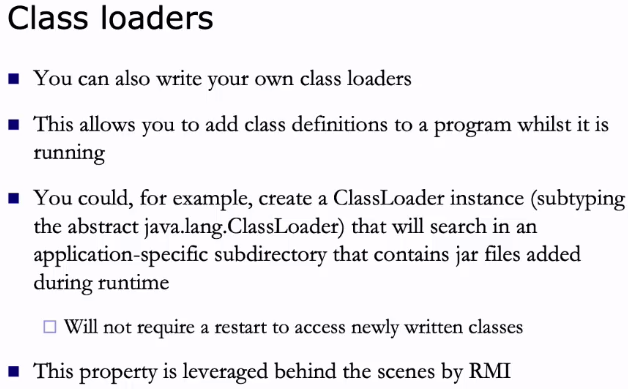 Class loaders
You can also write your own class loaders
This allows you to add class definitions to a program whilst it is
running
You could, for example, create a ClassLoader instance (subtyping
the abstract java.lang.ClassLoader) that will search in an
application-specific subdirectory that contains jar files added
during runtime
Will not require a restart to access newly written classes
This property is leveraged behind the scenes by RMI